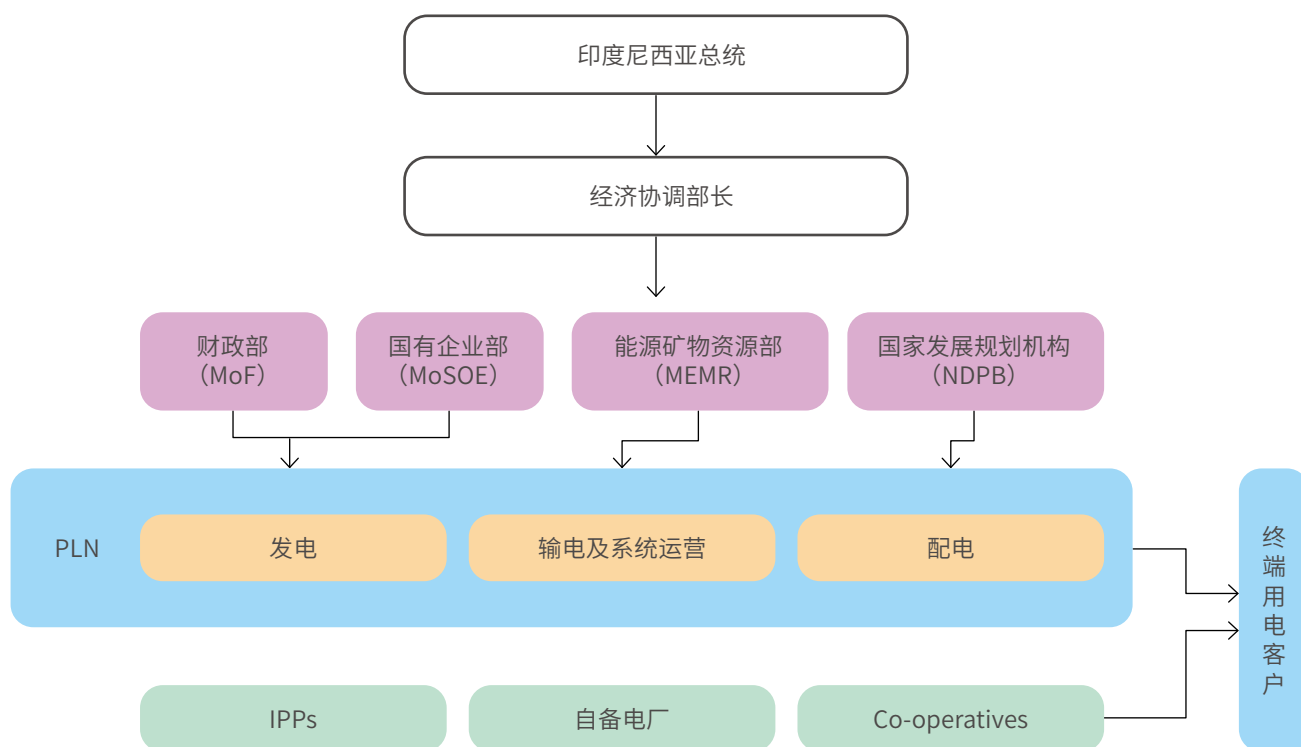 印度尼西亚总统
经济协调部长
财政部
（MoF）
国有企业部
（MoSOE）
能源矿物资源部
（MEMR）
国家发展规划机构
（NDPB）
PLN
发电
输电及系统运营
配电
终端用电客户
IPPs
自备电厂
Co-operatives